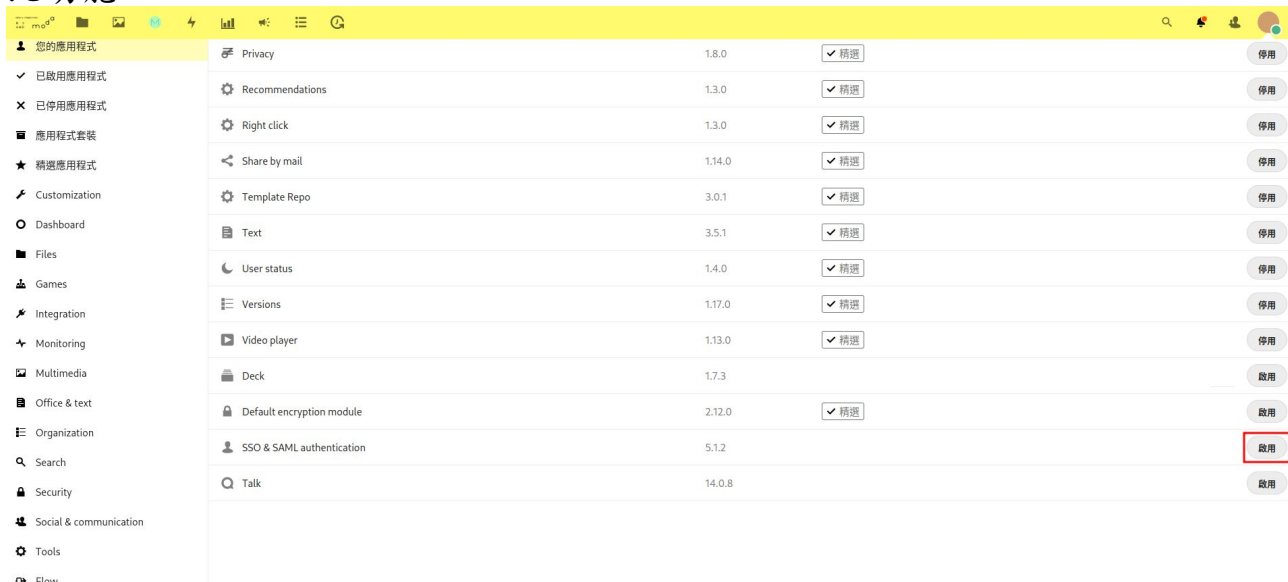 moda
您的應用程式
已啟用應用程式
已停用應用程式
應用程式套裝
精選應用程式
Customization
Dashboard
Files
Games
Integration
Monitoring
Multimedia
Office & text
Organization
Search
Security
Social & communication
Tools
Flow
Privacy 1.8.0 精選 停用
Recommendations 1.3.0 精選 停用
Right click 1.3.0 精選 停用
Share by mail 1.14.0 精選 停用
Template Repo 3.0.1 精選 停用
Text 3.5.1 精選 停用
User status 1.4.0 精選 停用
Versions 1.17.0 精選 停用
Video player 1.13.0 精選 停用
Deck 1.7.3 啟用
Default encryption module 2.12.0 精選 啟用
SSO & SAML authentication 5.1.2 啟用
Talk 14.0.8 啟用